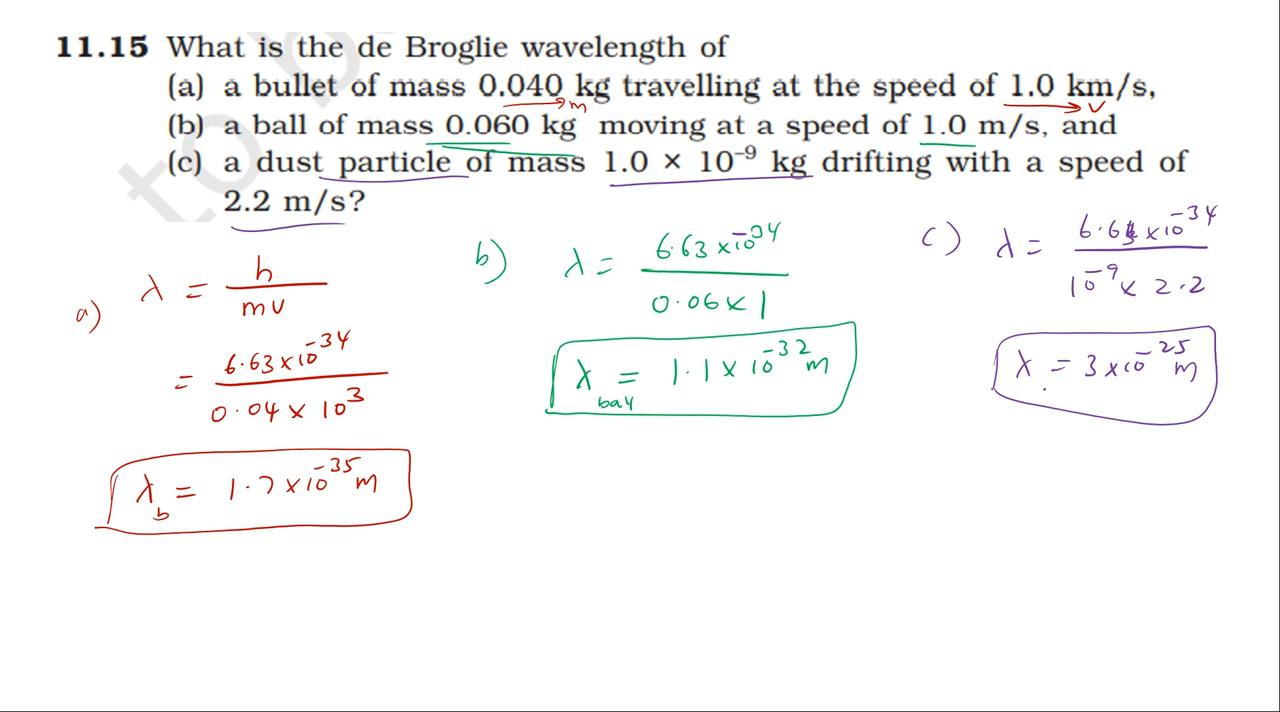 11.15 What is the de Broglie wavelength of
(a) a bullet of mass 0.040 kg travelling at the speed of 1.0 km/s,
m
v
(b) a ball of mass 0.060 kg moving at a speed of 1.0 m/s, and
(c) a dust particle of mass 1.0 × 10⁻⁹ kg drifting with a speed of
2.2 m/s?
to b
a) λ = h / mv
= 6.63 × 10⁻³⁴ / 0.04 × 10³
λ_b = 1.7 × 10⁻³⁵ m
b) λ = 6.63 × 10⁻³⁴ / 0.06 × 1
λ_ball = 1.1 × 10⁻³² m
c) λ = 6.63 × 10⁻³⁴ / 10⁻⁹ × 2.2
λ = 3 × 10⁻²⁵ m